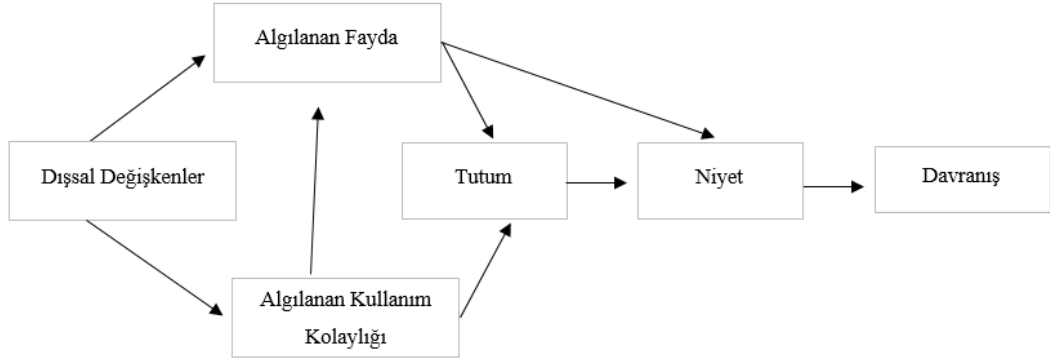 Algılanan Fayda
Dışsal Değişkenler
Tutum
Niyet
Davranış
Algılanan Kullanım
Kolaylığı